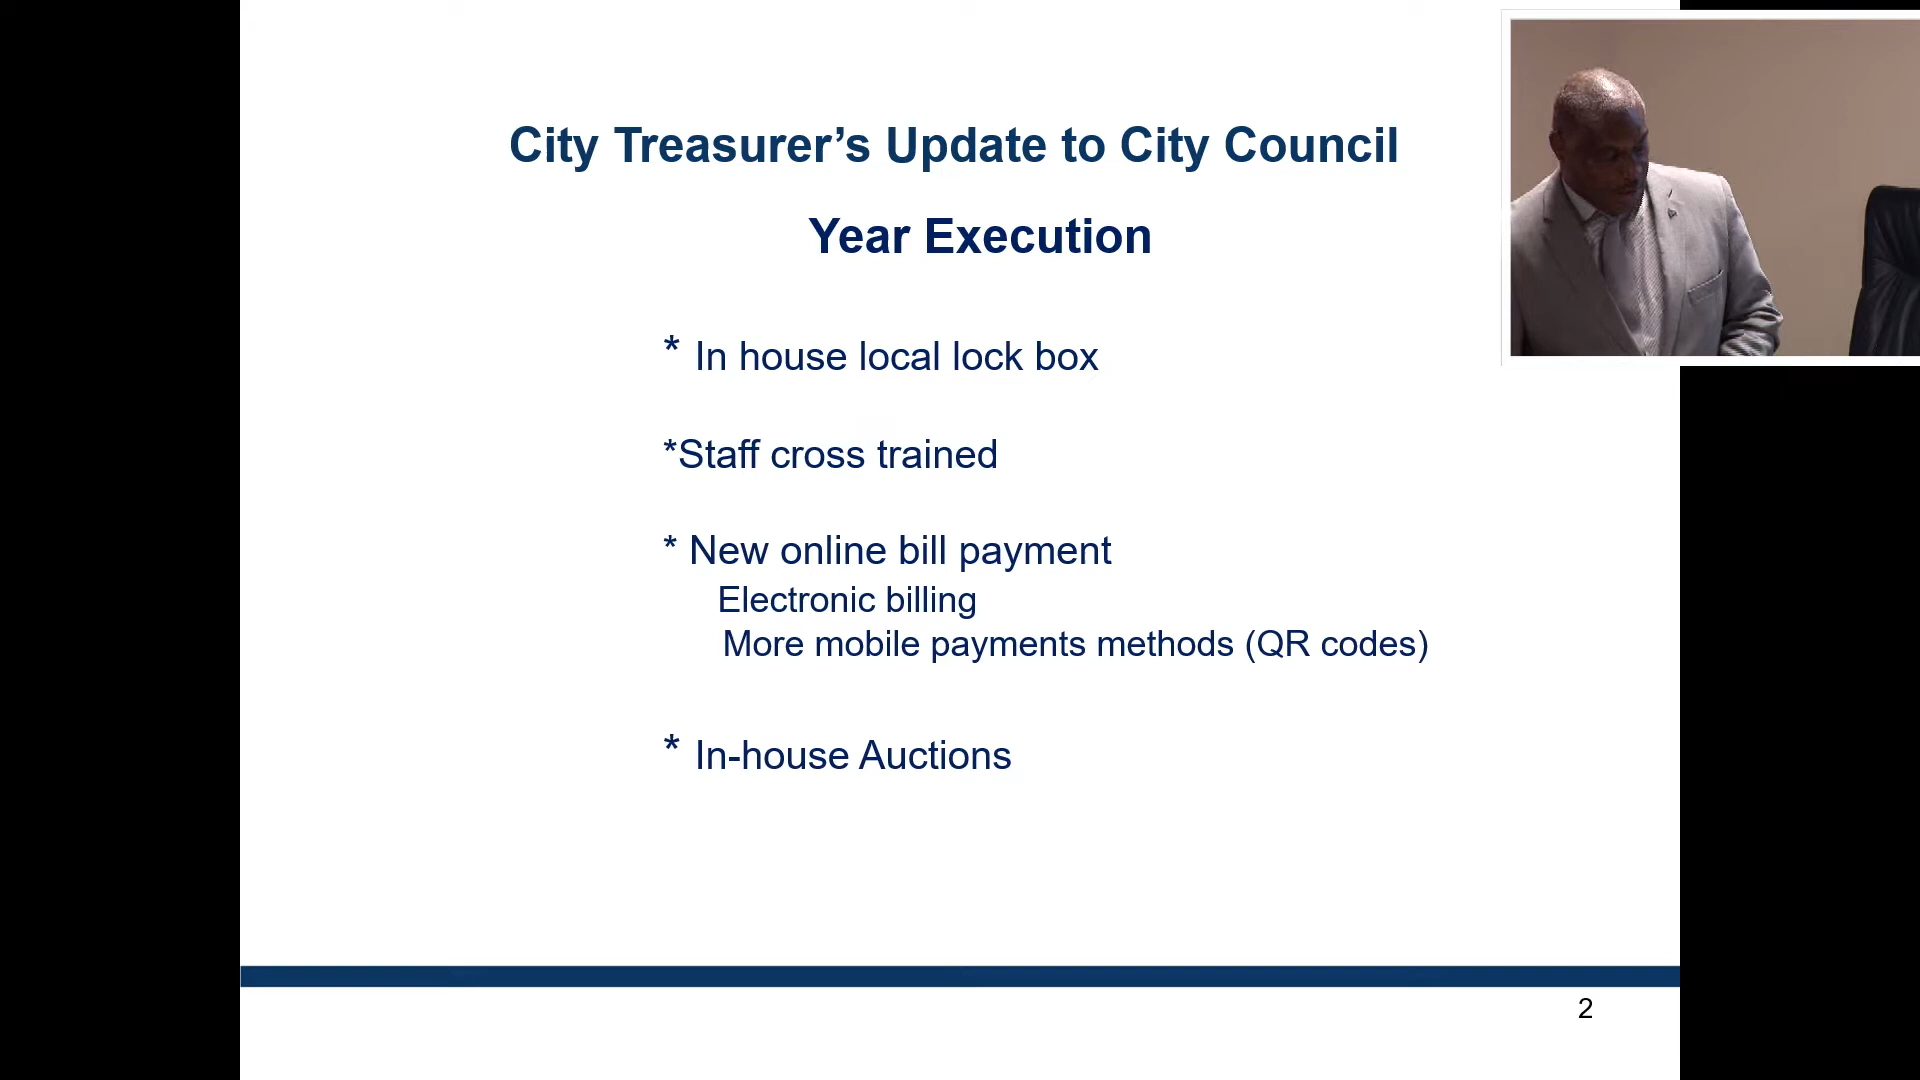 City Treasurer’s Update to City Council
Year Execution
* In house local lock box
*Staff cross trained
* New online bill payment
Electronic billing
More mobile payments methods (QR codes)
* In-house Auctions
2